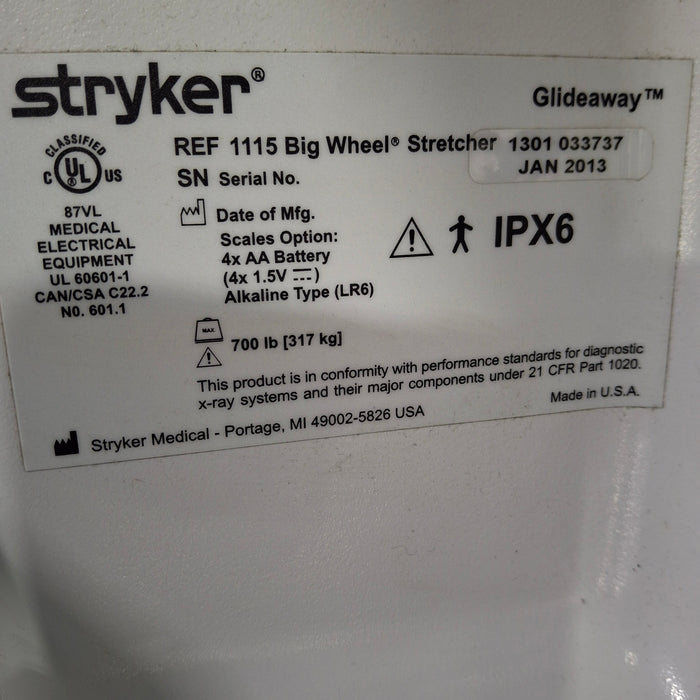 stryker®
Glideaway™
REF 1115 Big Wheel® Stretcher 1301 033737
SN Serial No. JAN 2013
CLASSIFIED
C UL® US
87VL
MEDICAL
ELECTRICAL
EQUIPMENT
UL 60601-1
CAN/CSA C22.2
N0. 601.1
Date of Mfg.
Scales Option:
4x AA Battery
(4x 1.5V ⎓)
Alkaline Type (LR6)
IPX6
MAX
700 lb [317 kg]
This product is in conformity with performance standards for diagnostic
x-ray systems and their major components under 21 CFR Part 1020.
Made in U.S.A.
Stryker Medical - Portage, MI 49002-5826 USA